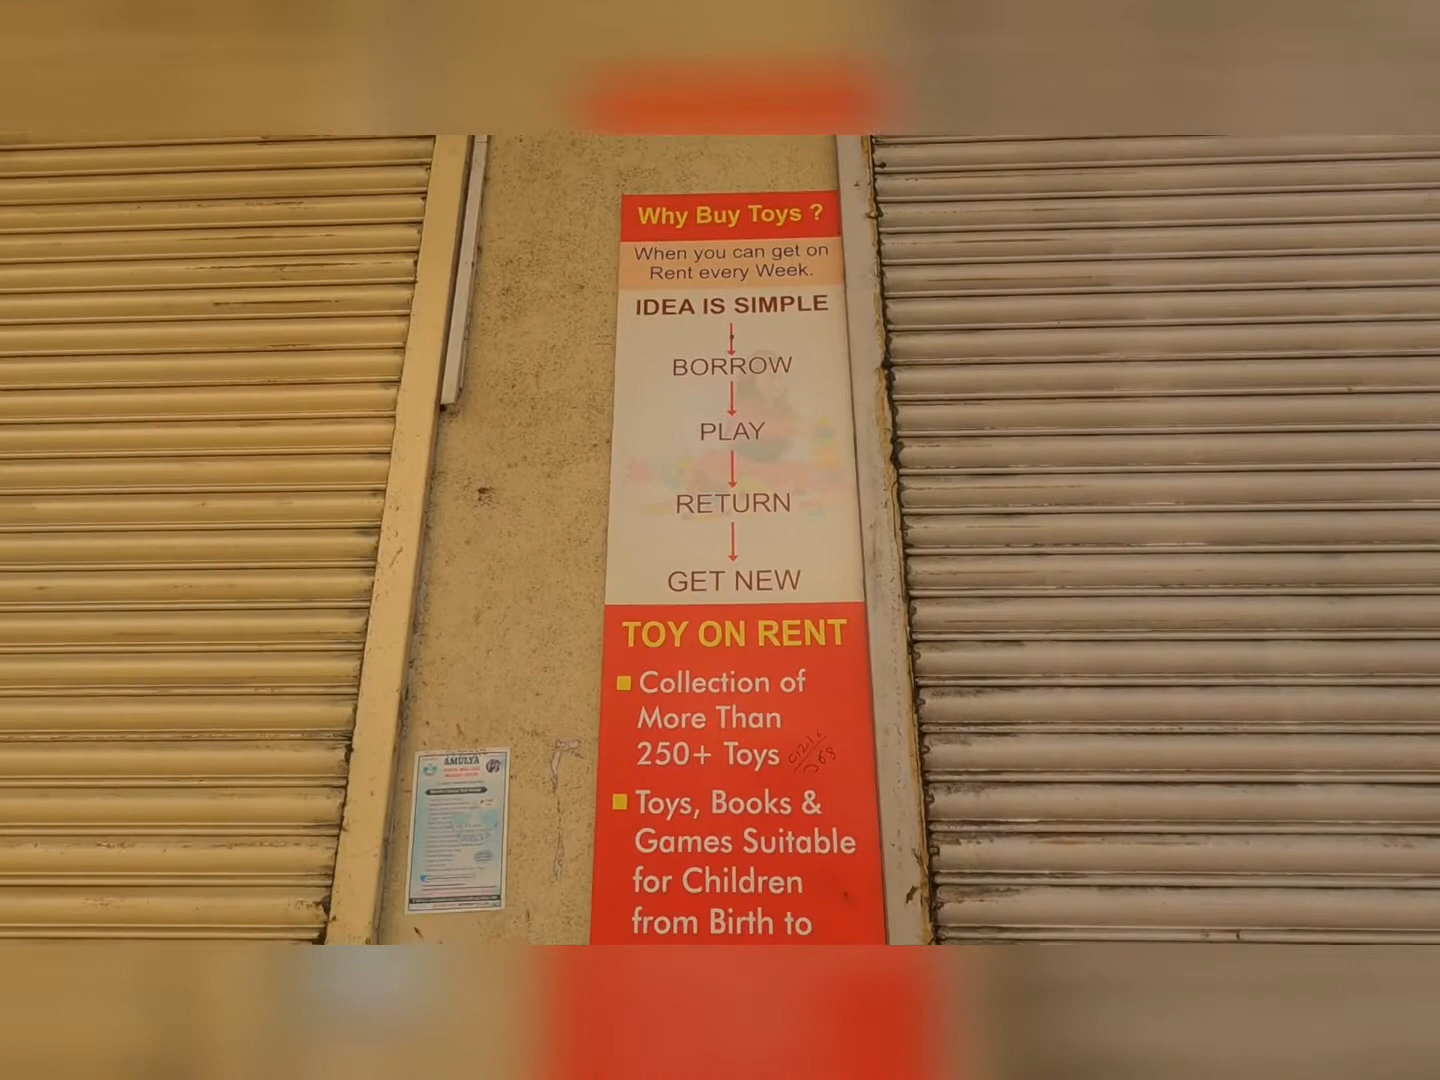 Why Buy Toys ?
When you can get on
Rent every Week.
IDEA IS SIMPLE
BORROW
PLAY
RETURN
GET NEW
TOY ON RENT
Collection of
More Than
250+ Toys
Toys, Books &
Games Suitable
for Children
from Birth to
AMULYA